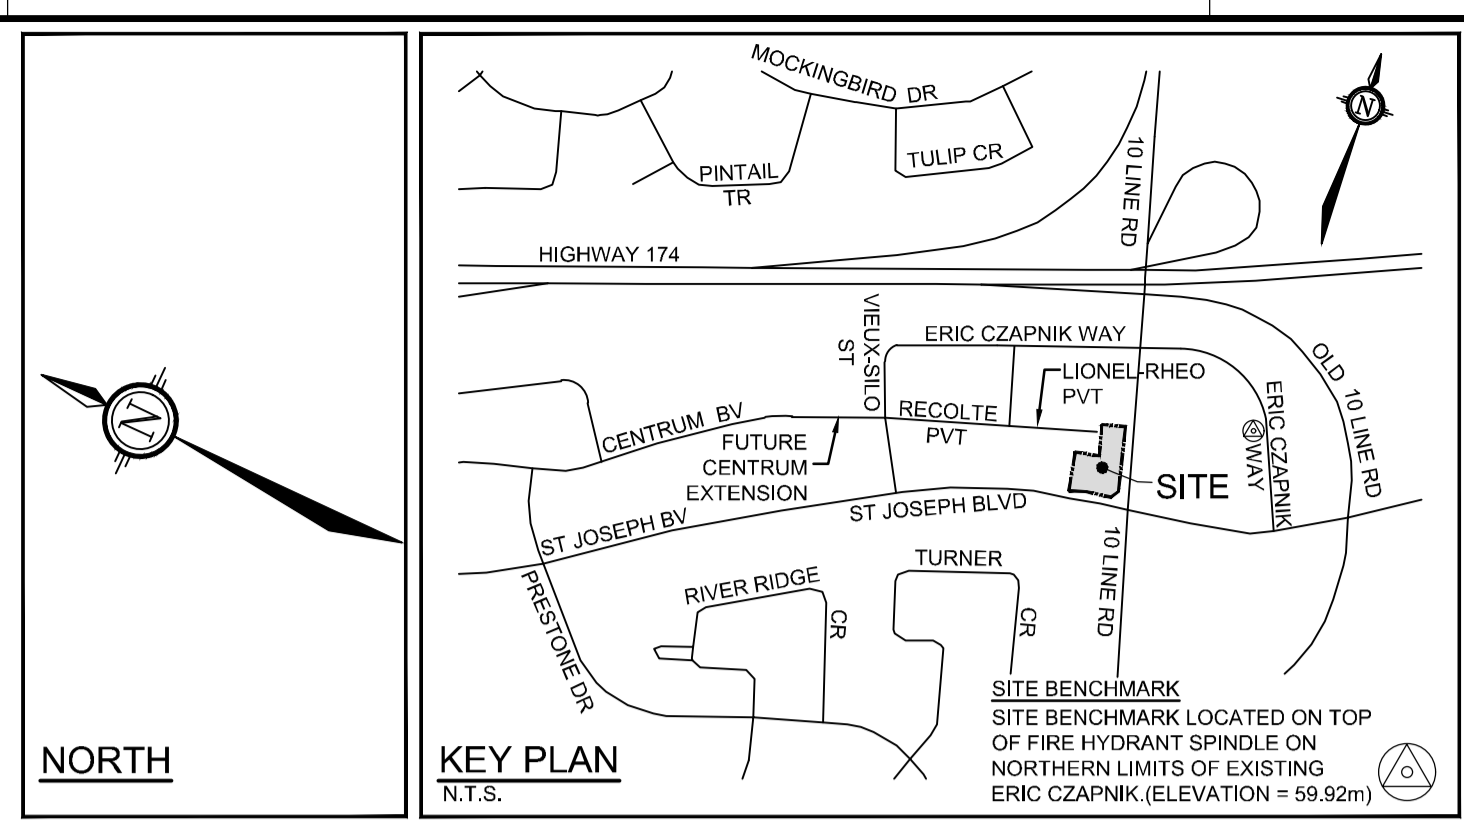 MOCKINGBIRD DR
N
10 LINE RD
TULIP CR
PINTAIL
TR
HIGHWAY 174
VIEUX-SILO
ST
ERIC CZAPNIK WAY
OLD 10 LINE RD
LIONEL-RHEO
PVT
ERIC CZAPNIK
WAY
RECOLTE
PVT
CENTRUM BV
FUTURE
CENTRUM
EXTENSION
SITE
ST JOSEPH BLVD
ST JOSEPH BV
10 LINE RD
TURNER
CR
RIVER RIDGE
CR
PRESTONE DR
N
NORTH
KEY PLAN
N.T.S.
SITE BENCHMARK
SITE BENCHMARK LOCATED ON TOP
OF FIRE HYDRANT SPINDLE ON
NORTHERN LIMITS OF EXISTING
ERIC CZAPNIK.(ELEVATION = 59.92m)